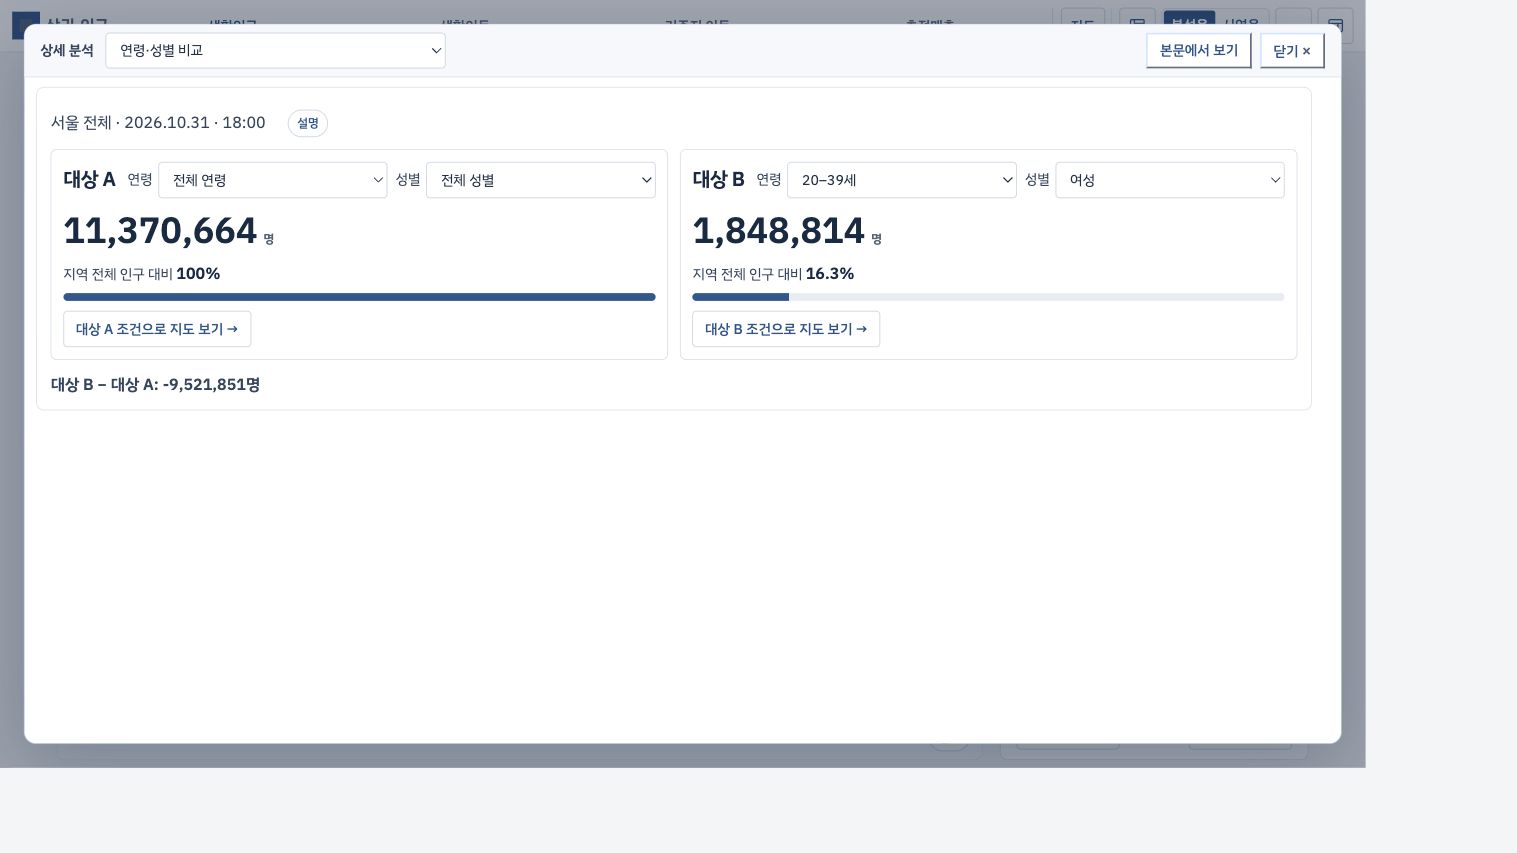 상세 분석 연령·성별 비교 본문에서 보기 닫기 ×
서울 전체 · 2026.10.31 · 18:00 설명
대상 A 연령 전체 연령 성별 전체 성별
11,370,664 명
지역 전체 인구 대비 100%
대상 A 조건으로 지도 보기 →
대상 B 연령 20–39세 성별 여성
1,848,814 명
지역 전체 인구 대비 16.3%
대상 B 조건으로 지도 보기 →
대상 B − 대상 A: -9,521,851명